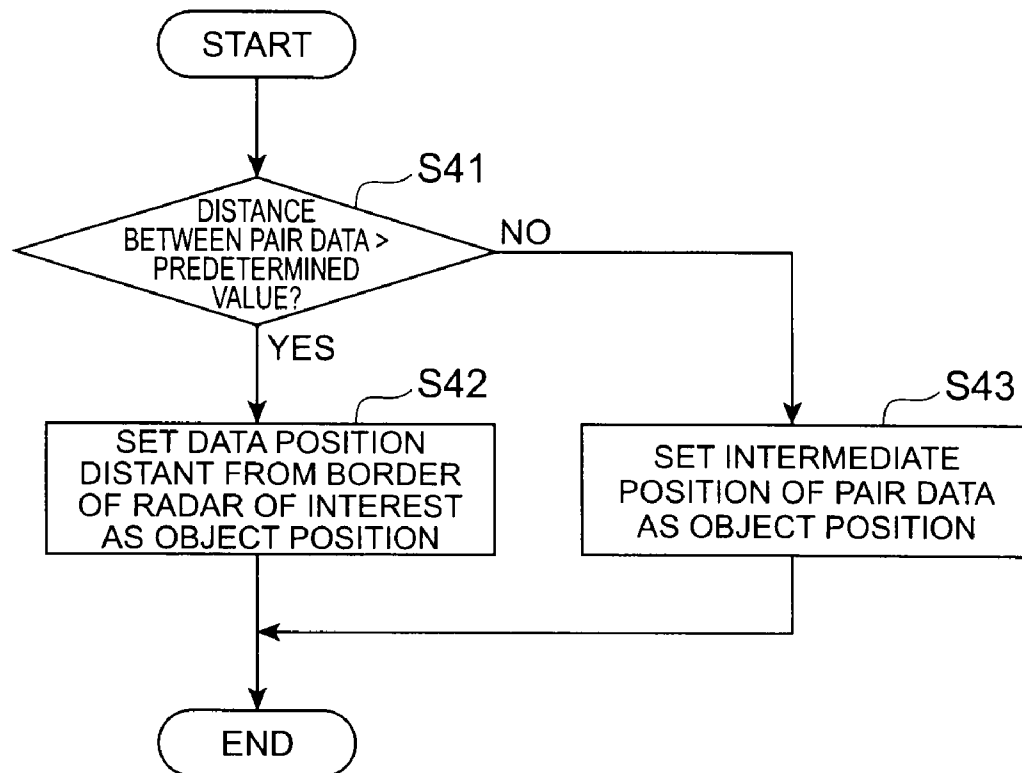 START
S41
DISTANCE
BETWEEN PAIR DATA >
PREDETERMINED
VALUE?
NO
YES
S42
SET DATA POSITION
DISTANT FROM BORDER
OF RADAR OF INTEREST
AS OBJECT POSITION
S43
SET INTERMEDIATE
POSITION OF PAIR DATA
AS OBJECT POSITION
END